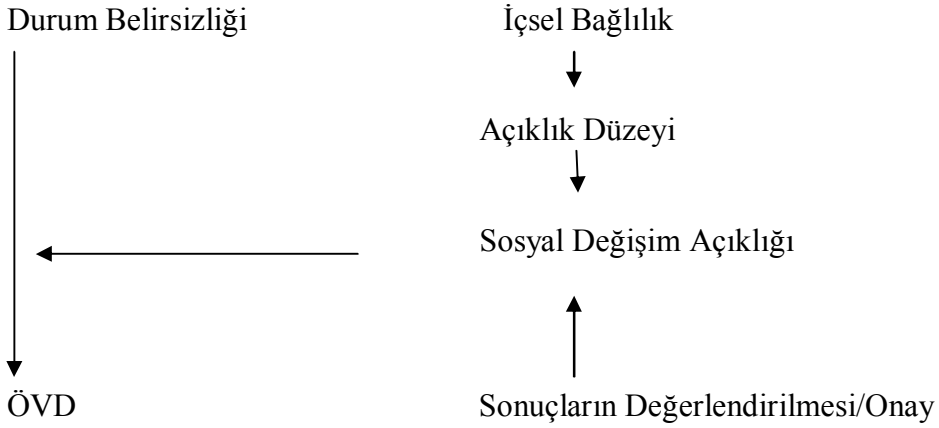 Durum Belirsizliği İçsel Bağlılık
Açıklık Düzeyi
Sosyal Değişim Açıklığı
ÖVD Sonuçların Değerlendirilmesi/Onay